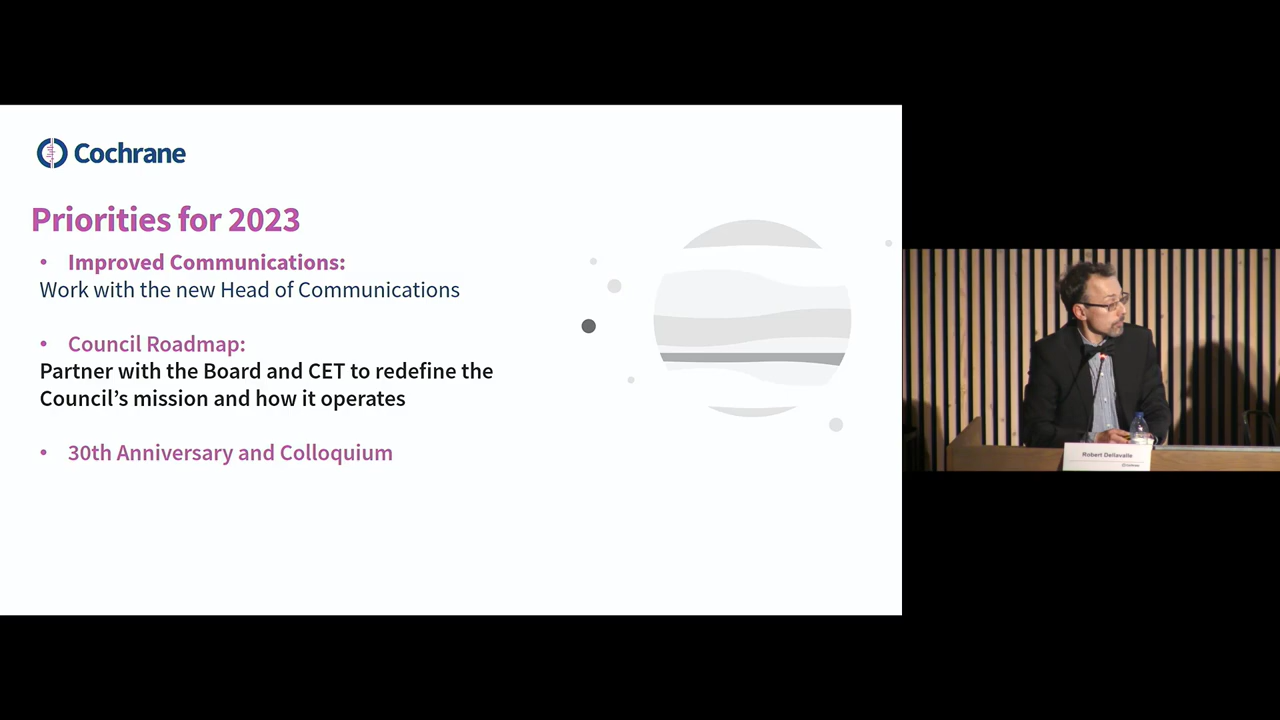 Cochrane
Priorities for 2023
• Improved Communications:
Work with the new Head of Communications
• Council Roadmap:
Partner with the Board and CET to redefine the
Council’s mission and how it operates
• 30th Anniversary and Colloquium
Robert Dellavalle
Cochrane